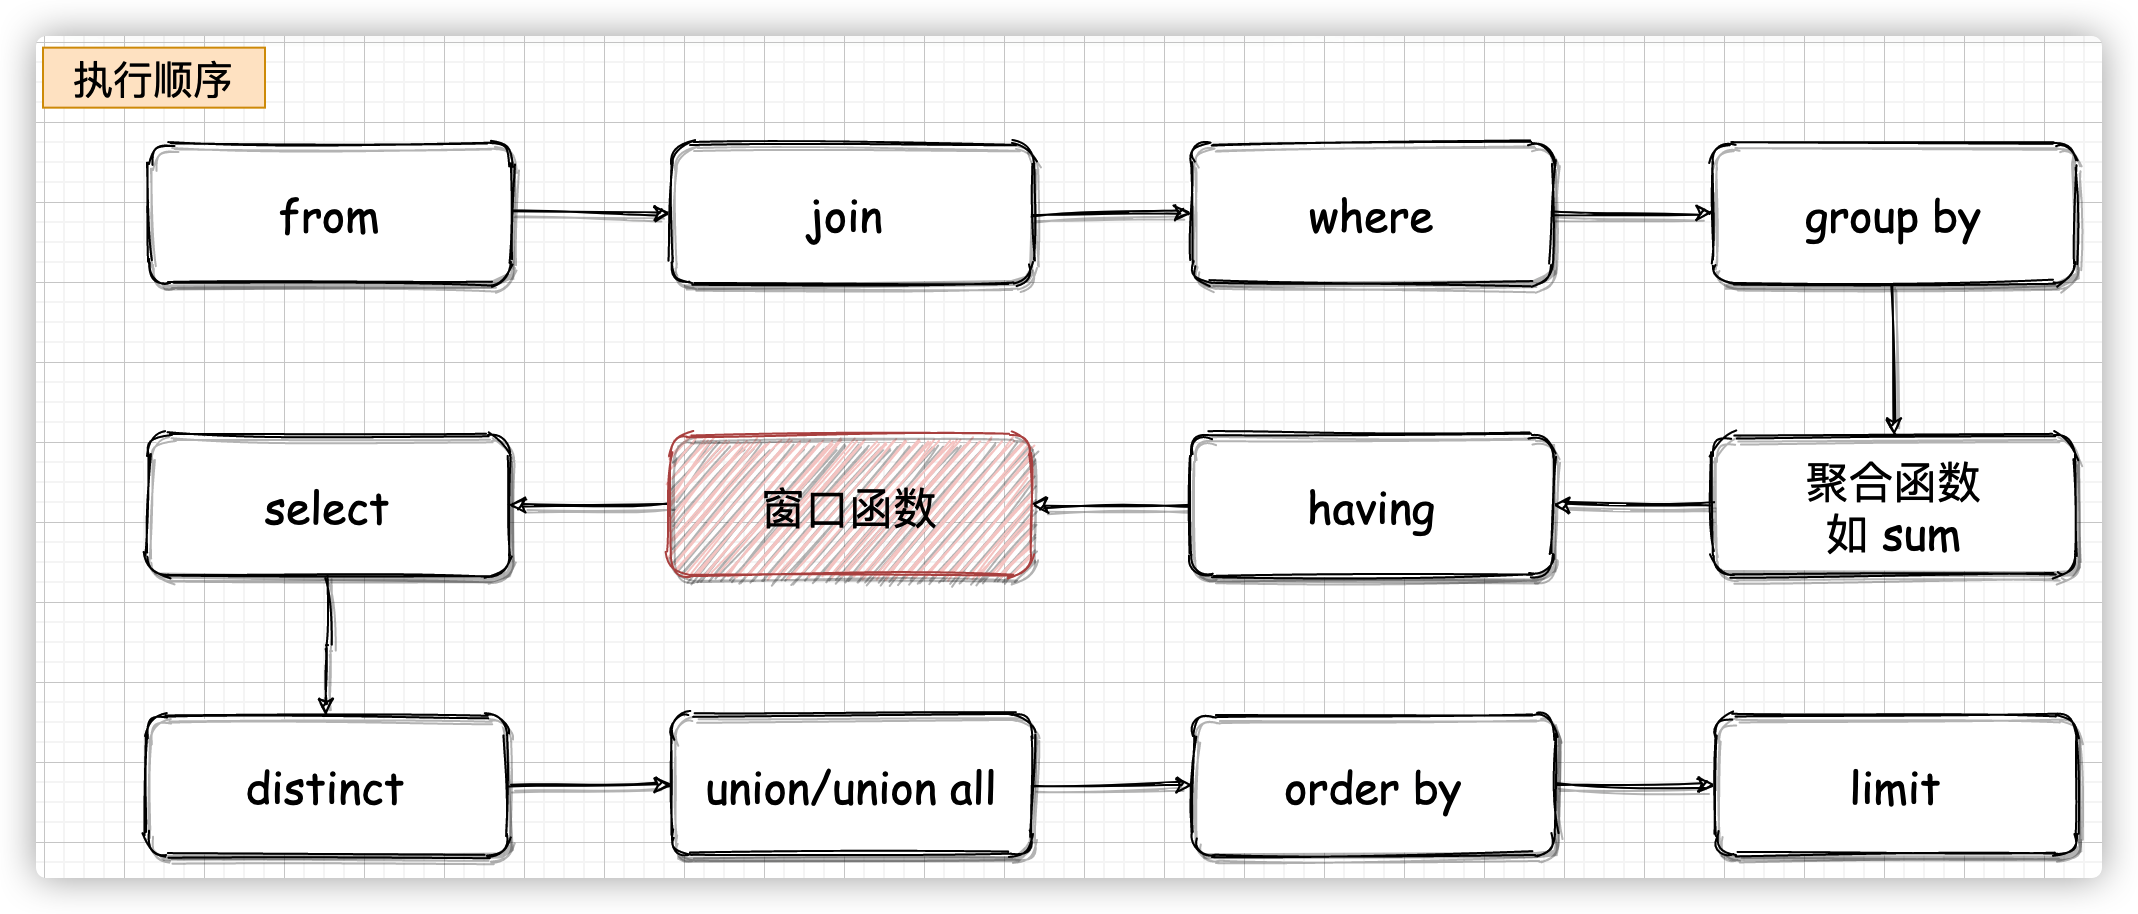 执行顺序
from
join
where
group by
聚合函数
如 sum
having
窗口函数
select
distinct
union/union all
order by
limit